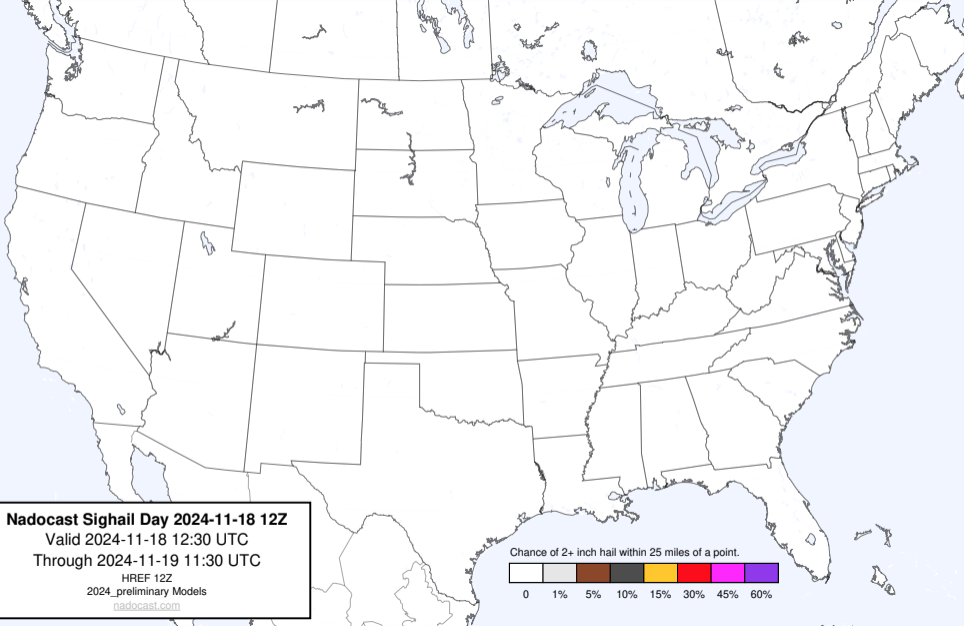 Nadocast Sighail Day 2024-11-18 12Z
Valid 2024-11-18 12:30 UTC
Through 2024-11-19 11:30 UTC
HREF 12Z
2024_preliminary Models
nadocast.com
Chance of 2+ inch hail within 25 miles of a point.
0 1% 5% 10% 15% 30% 45% 60%